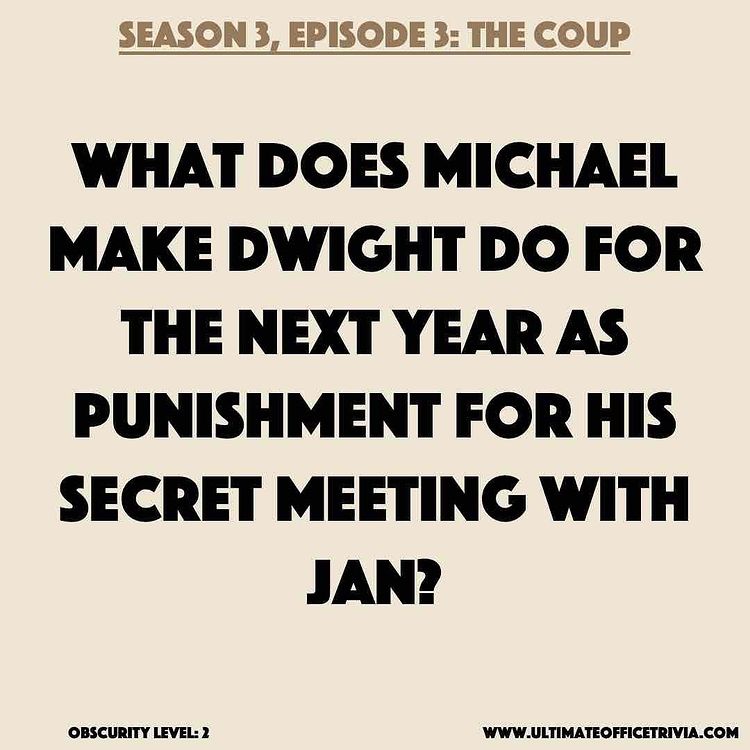 SEASON 3, EPISODE 3: THE COUP
WHAT DOES MICHAEL
MAKE DWIGHT DO FOR
THE NEXT YEAR AS
PUNISHMENT FOR HIS
SECRET MEETING WITH
JAN?
OBSCURITY LEVEL: 2
WWW.ULTIMATEOFFICETRIVIA.COM